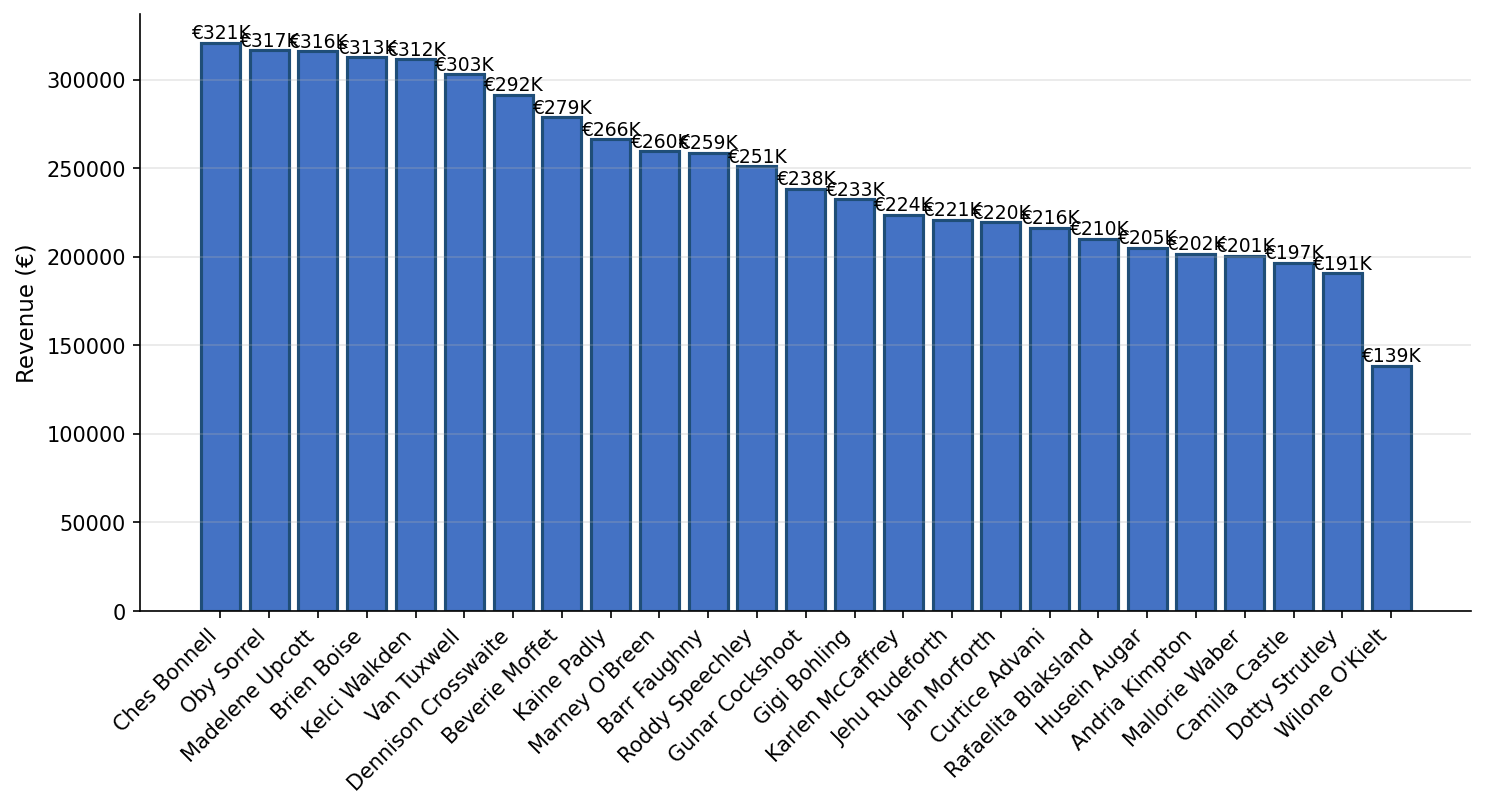 €321K
€317K
€316K
€313K
€312K
€303K
€292K
€279K
€266K
€260K
€259K
€251K
€238K
€233K
€224K
€221K
€220K
€216K
€210K
€205K
€202K
€201K
€197K
€191K
€139K
Revenue (€)
300000
250000
200000
150000
100000
50000
0
Ches Bonnell
Oby Sorrel
Madelene Upcott
Brien Boise
Kelci Walkden
Van Tuxwell
Dennison Crosswaite
Beverie Moffet
Kaine Padly
Marney O'Breen
Barr Faughny
Roddy Speechley
Gunar Cockshoot
Gigi Bohling
Karlen McCaffrey
Jehu Rudeforth
Jan Morforth
Curtice Advani
Rafaelita Blaksland
Husein Augar
Andria Kimpton
Mallorie Waber
Camilla Castle
Dotty Strutley
Wilone O'Kielt